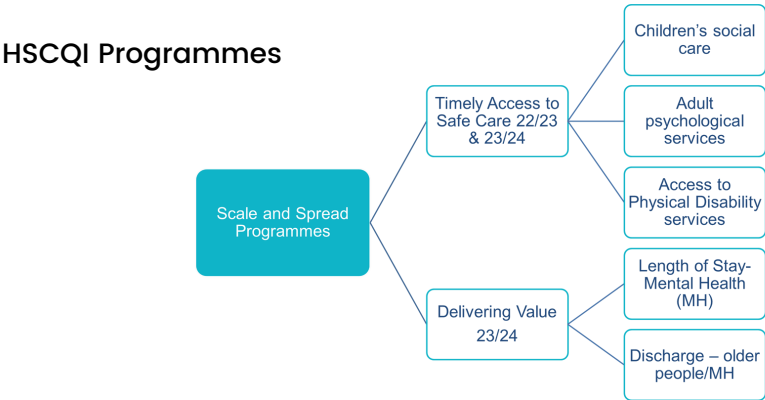 HSCQI Programmes
Scale and Spread
Programmes
Timely Access to
Safe Care 22/23
& 23/24
Children’s social
care
Adult
psychological
services
Access to
Physical Disability
services
Delivering Value
23/24
Length of Stay-
Mental Health
(MH)
Discharge – older
people/MH